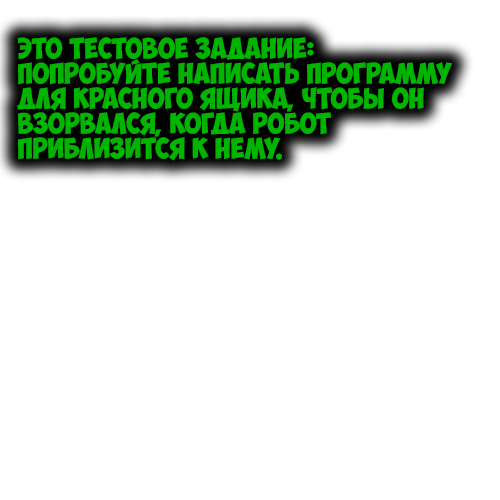 ЭТО ТЕСТОВОЕ ЗАДАНИЕ:
ПОПРОБУЙТЕ НАПИСАТЬ ПРОГРАММУ
ДЛЯ КРАСНОГО ЯЩИКА, ЧТОБЫ ОН
ВЗОРВАЛСЯ, КОГДА РОБОТ
ПРИБЛИЗИТСЯ К НЕМУ.